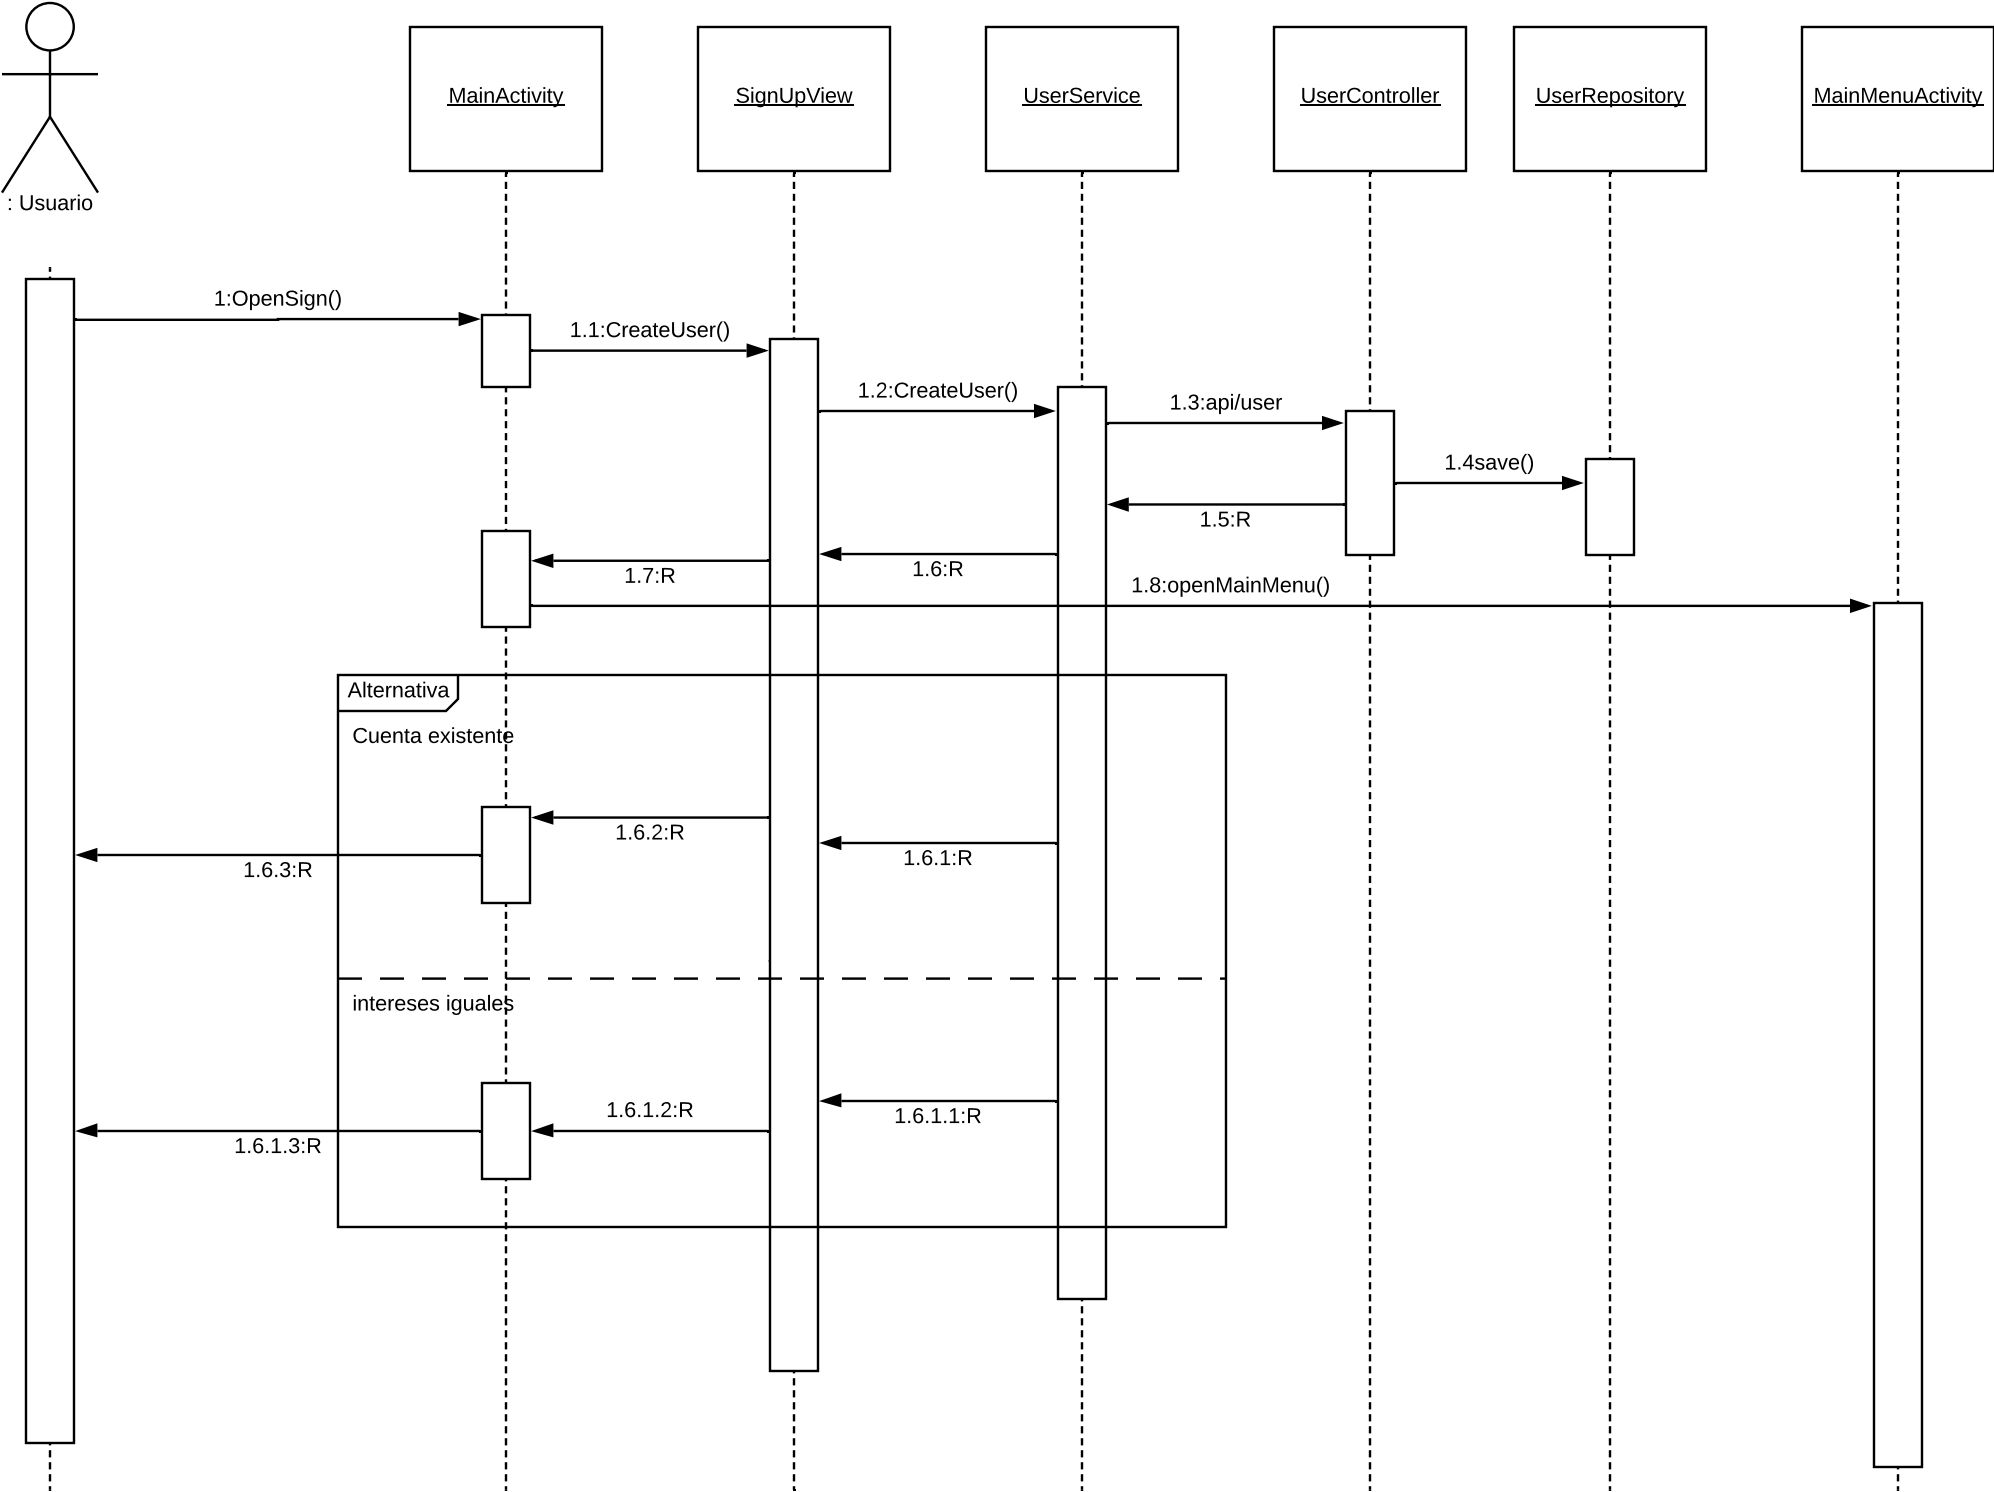 MainActivity
SignUpView
UserService
UserController
UserRepository
MainMenuActivity
: Usuario
1:OpenSign()
1.1:CreateUser()
1.2:CreateUser()
1.3:api/user
1.4save()
1.5:R
1.6:R
1.7:R
1.8:openMainMenu()
Alternativa
Cuenta existente
1.6.2:R
1.6.1:R
1.6.3:R
intereses iguales
1.6.1.2:R
1.6.1.1:R
1.6.1.3:R